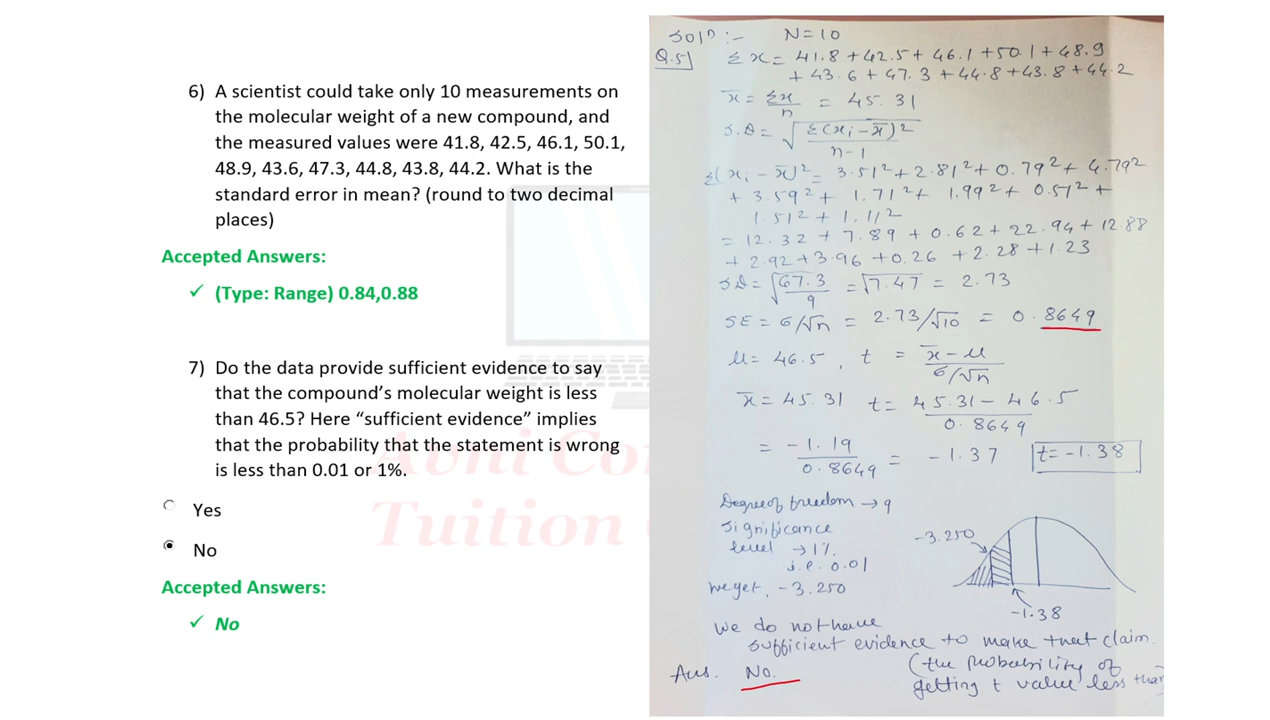 6) A scientist could take only 10 measurements on
the molecular weight of a new compound, and
the measured values were 41.8, 42.5, 46.1, 50.1,
48.9, 43.6, 47.3, 44.8, 43.8, 44.2. What is the
standard error in mean? (round to two decimal
places)
Accepted Answers:
✓ (Type: Range) 0.84,0.88
7) Do the data provide sufficient evidence to say
that the compound's molecular weight is less
than 46.5? Here "sufficient evidence" implies
that the probability that the statement is wrong
is less than 0.01 or 1%.
Yes
No
Accepted Answers:
✓ No
Avni Co
Tuition
Solⁿ :- N=10
Q.5] Σx = 41.8+42.5+46.1+50.1+48.9
+43.6+47.3+44.8+43.8+44.2
x̄ = Σx/n = 45.31
S.D = √(Σ(xi-x̄)²/n-1)
Σ(xi-x̄)² = 3.51²+2.81²+0.79²+4.79²
+3.59²+1.71²+1.99²+0.51²+
1.51²+1.11²
= 12.32+7.89+0.62+22.94+12.88
+2.92+3.96+0.26+2.28+1.23
SD = √(67.3/9) = √7.47 = 2.73
SE = 6/√n = 2.73/√10 = 0.8649
μ = 46.5, t = x̄-μ/6/√n
x̄ = 45.31 t = 45.31-46.5/0.8649
= -1.19/0.8649 = -1.37 t=-1.38
Degree of freedom → 9
Significance
level → 1%.
i.e. 0.01
we get, -3.250
-3.250
-1.38
We do not have
sufficient evidence to make that claim.
Ans. No.
(the probability of
getting t value less than